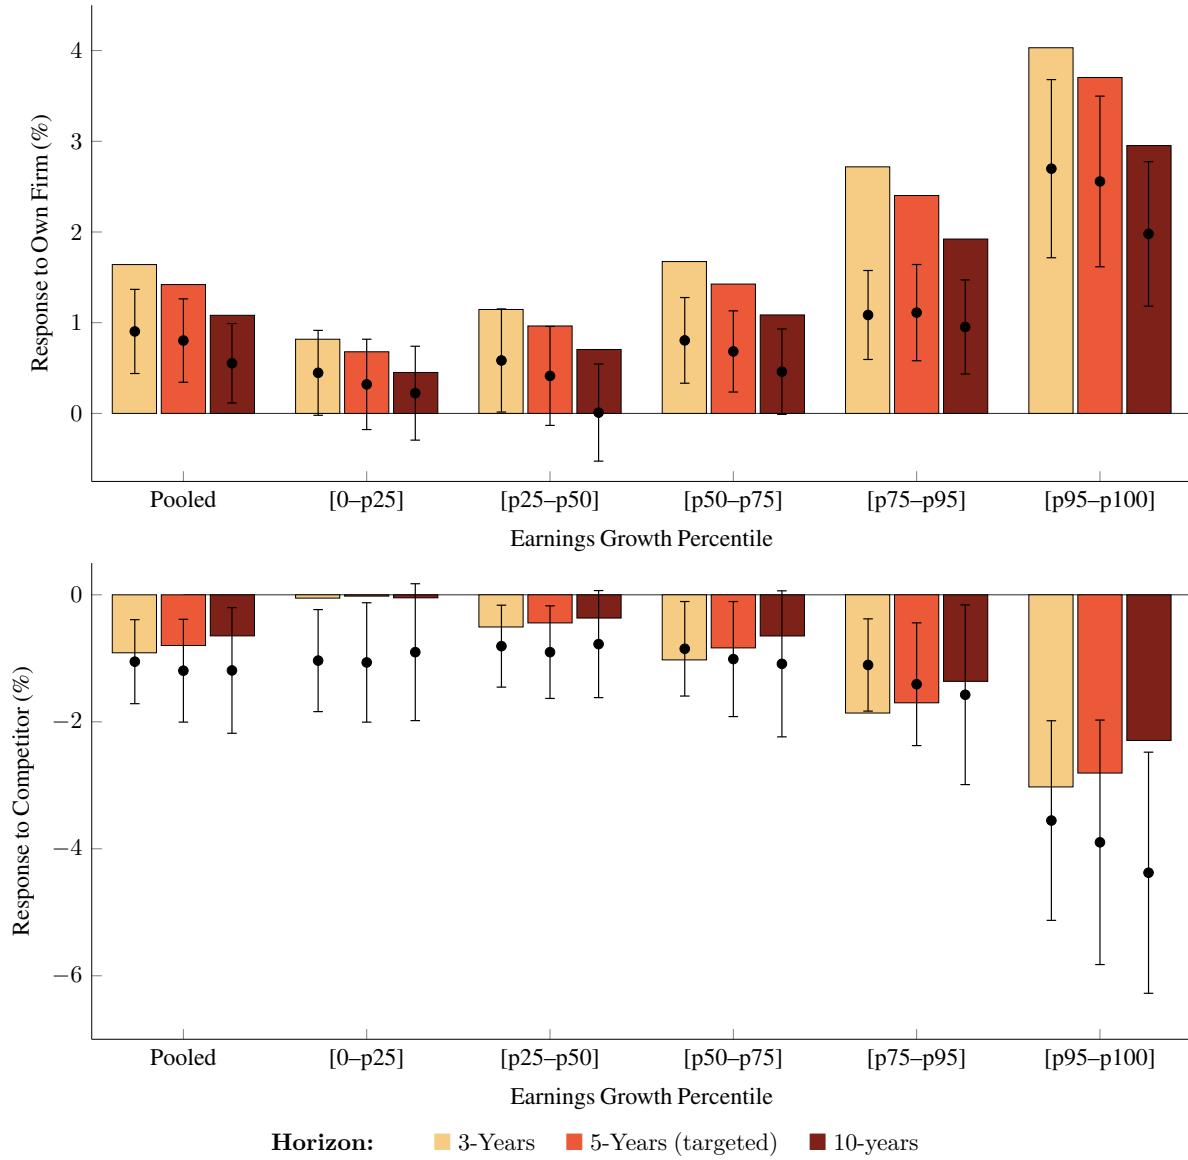 4
3
2
1
0
Response to Own Firm (%)
Pooled [0–p25] [p25–p50] [p50–p75] [p75–p95] [p95–p100]
Earnings Growth Percentile
0
−2
−4
−6
Response to Competitor (%)
Pooled [0–p25] [p25–p50] [p50–p75] [p75–p95] [p95–p100]
Earnings Growth Percentile
Horizon: 3-Years 5-Years (targeted) 10-years